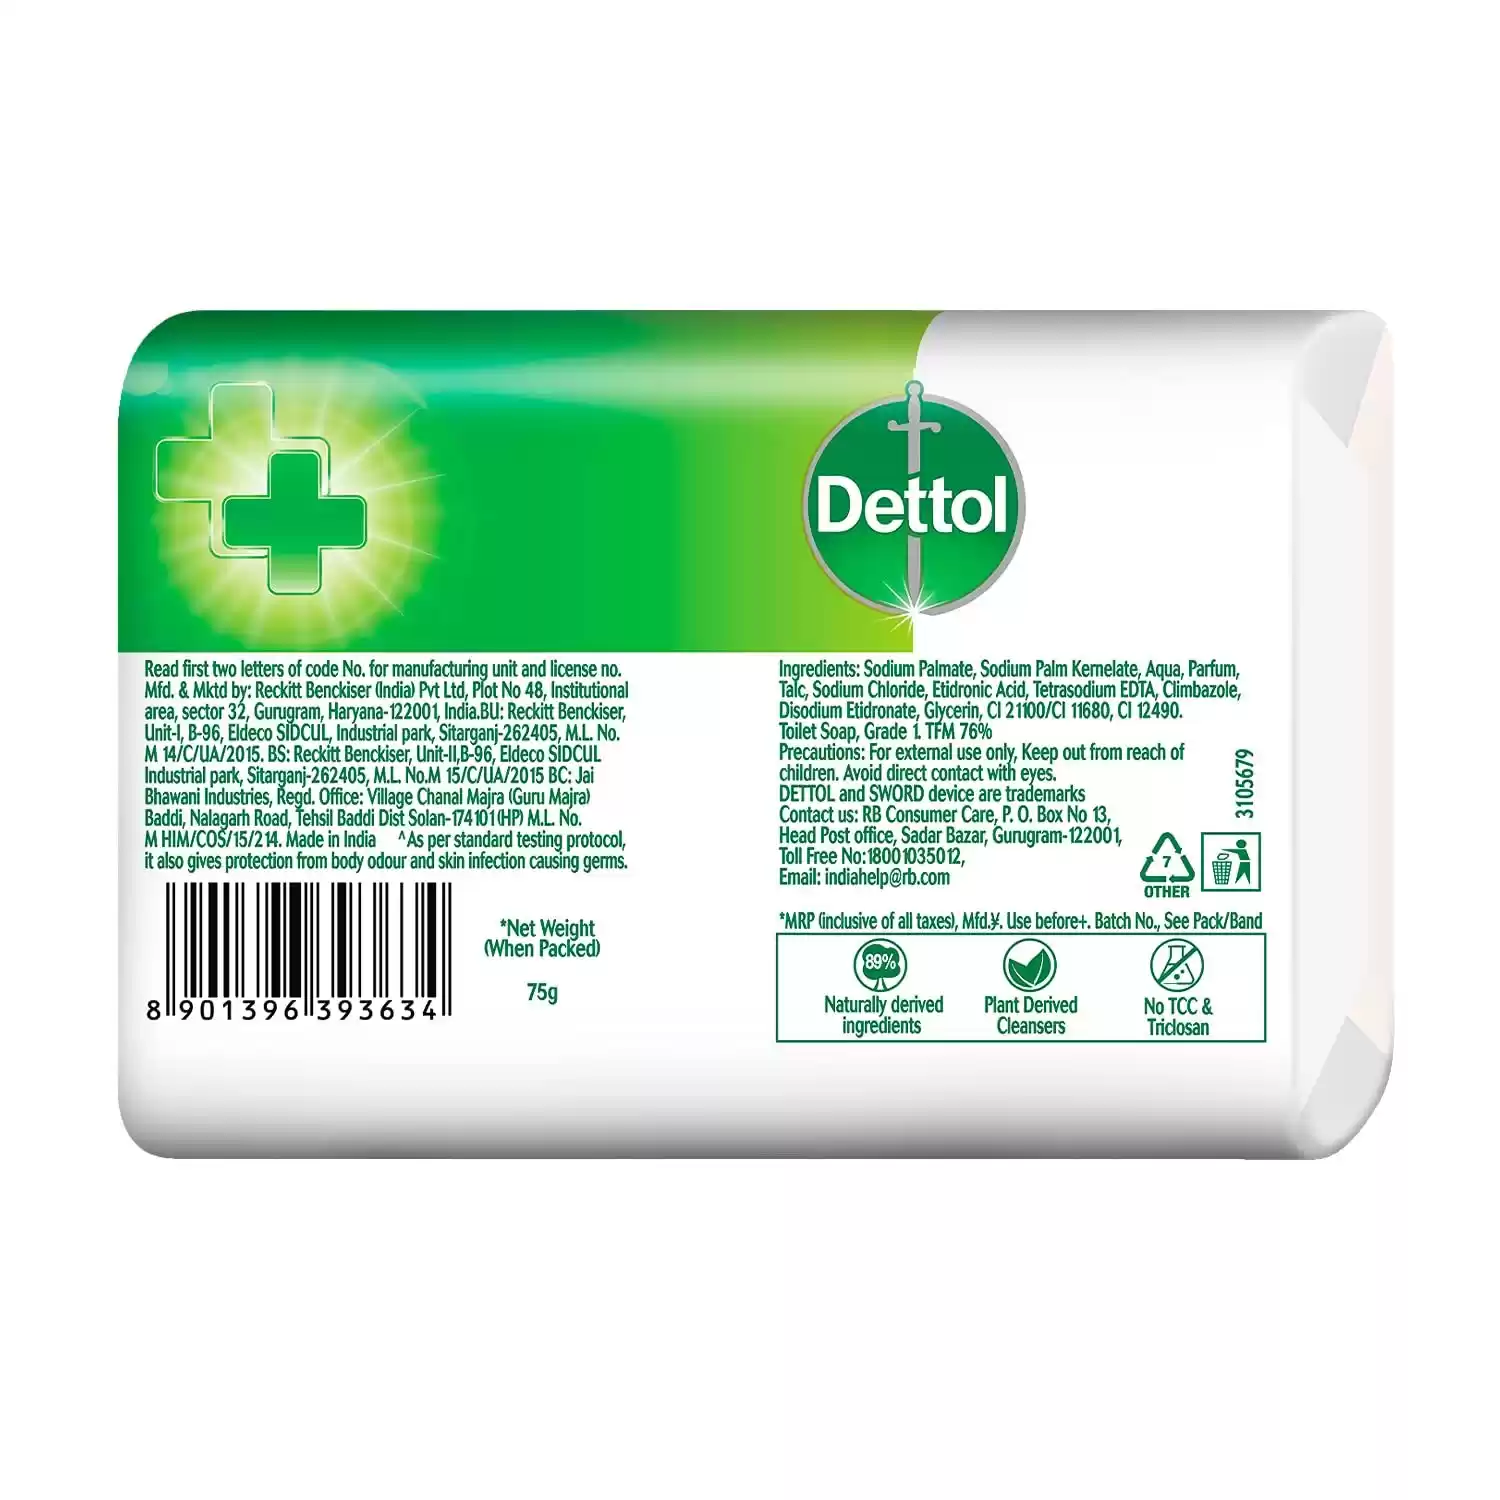 Dettol
Read first two letters of code No. for manufacturing unit and license no.
Mfd. & Mktd by: Reckitt Benckiser (India) Pvt Ltd, Plot No 48, Institutional
area, sector 32, Gurugram, Haryana-122001, India.BU: Reckitt Benckiser,
Unit-I, B-96, Eldeco SIDCUL, Industrial park, Sitarganj-262405, M.L. No.
M 14/C/UA/2015. BS: Reckitt Benckiser, Unit-II,B-96, Eldeco SIDCUL
Industrial park, Sitarganj-262405, M.L. No.M 15/C/UA/2015 BC: Jai
Bhawani Industries, Regd. Office: Village Chanal Majra (Guru Majra)
Baddi, Nalagarh Road, Tehsil Baddi Dist Solan-174101(HP) M.L. No.
M HIM/COS/15/214. Made in India ^As per standard testing protocol,
it also gives protection from body odour and skin infection causing germs.
8 901396 393634
*Net Weight
(When Packed)
75g
Ingredients: Sodium Palmate, Sodium Palm Kernelate, Aqua, Parfum,
Talc, Sodium Chloride, Etidronic Acid, Tetrasodium EDTA, Climbazole,
Disodium Etidronate, Glycerin, CI 21100/CI 11680, CI 12490.
Toilet Soap, Grade 1. TFM 76%
Precautions: For external use only, Keep out from reach of
children. Avoid direct contact with eyes.
DETTOL and SWORD device are trademarks
Contact us: RB Consumer Care, P. O. Box No 13,
Head Post office, Sadar Bazar, Gurugram-122001,
Toll Free No:18001035012,
Email: indiahelp@rb.com
3105679
7
OTHER
*MRP (inclusive of all taxes), Mfd.¥. Use before+. Batch No., See Pack/Band
89%
Naturally derived
ingredients
Plant Derived
Cleansers
No TCC &
Triclosan